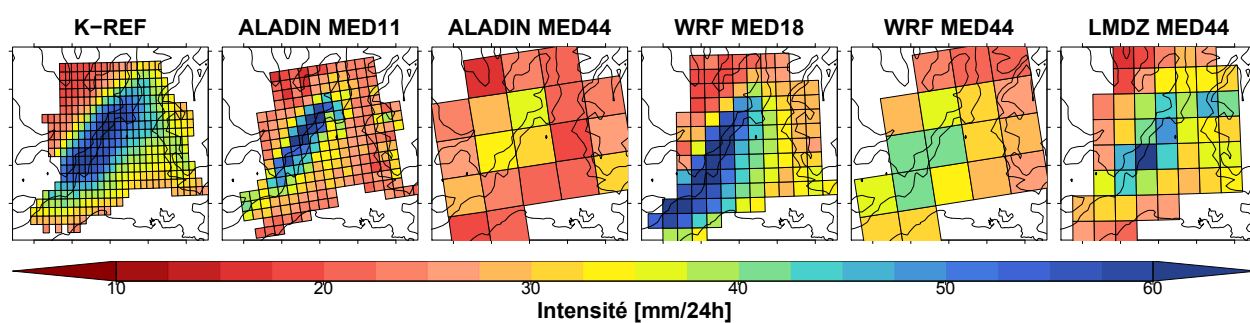 K−REF ALADIN MED11 ALADIN MED44 WRF MED18 WRF MED44 LMDZ MED44
10 20 30 40 50 60
Intensité [mm/24h]